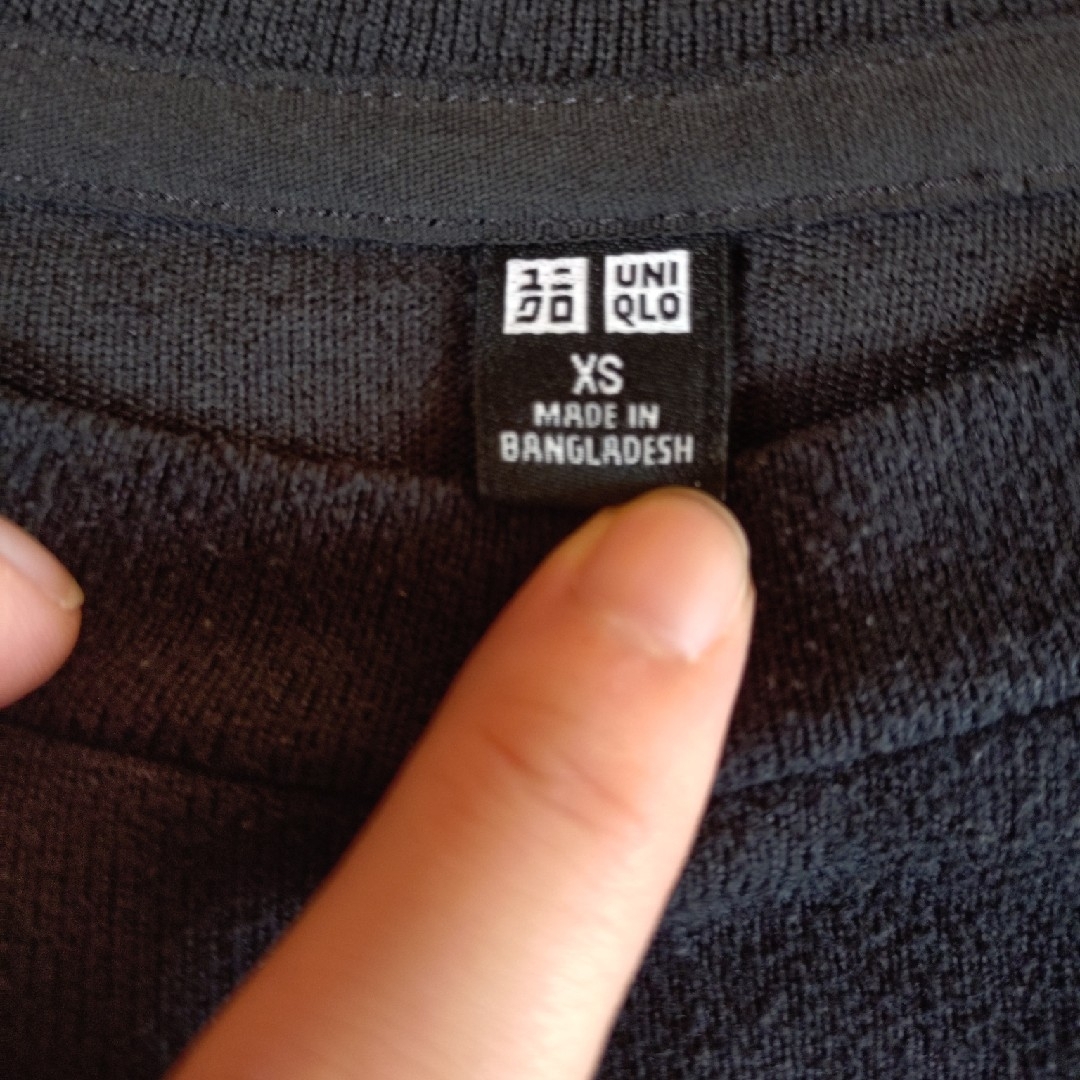 ユニ UNI
クロ QLO
XS
MADE IN
BANGLADESH